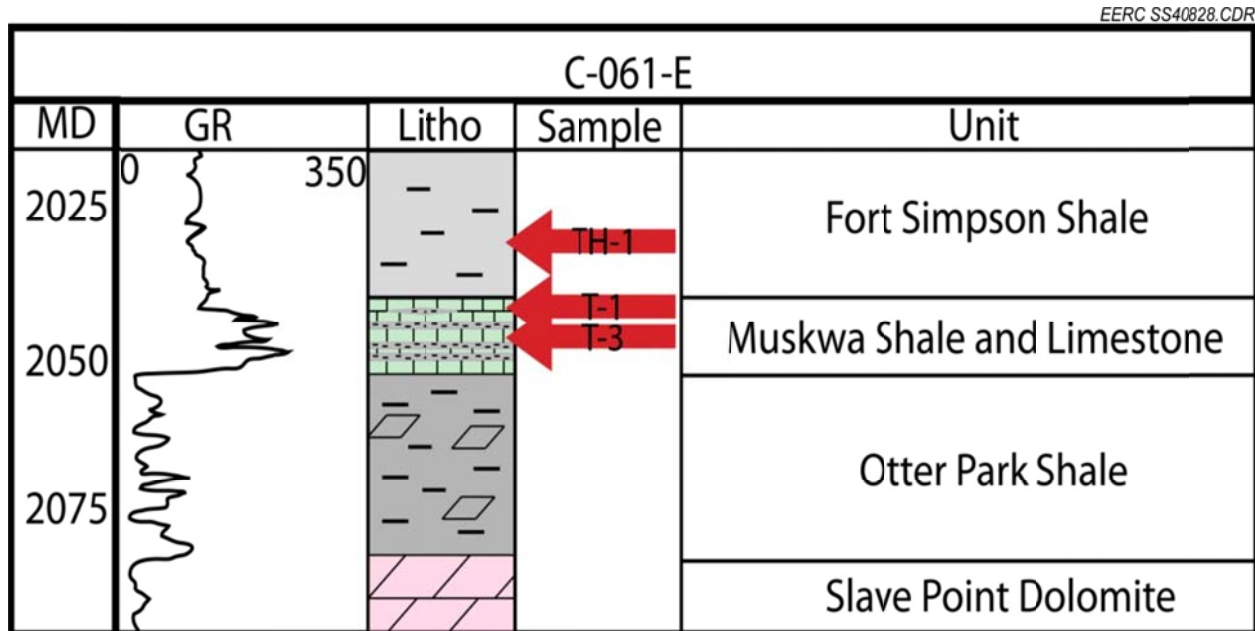 EERC SS40828.CDR
C-061-E
MD GR Litho Sample Unit
0 350
2025
Fort Simpson Shale
TH-1
T-1
T-3
Muskwa Shale and Limestone
2050
Otter Park Shale
2075
Slave Point Dolomite